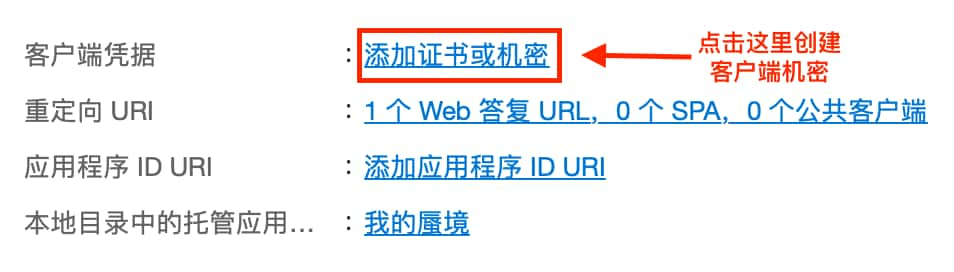 客户端凭据 : 添加证书或机密
点击这里创建
客户端机密
重定向 URI : 1 个 Web 答复 URL，0 个 SPA，0 个公共客户端
应用程序 ID URI : 添加应用程序 ID URI
本地目录中的托管应用… : 我的蜃境